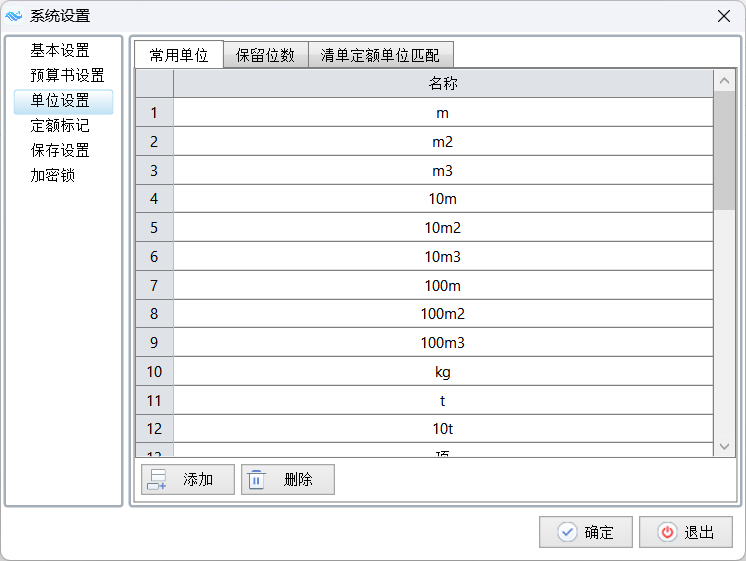 系统设置
基本设置
预算书设置
单位设置
定额标记
保存设置
加密锁
常用单位 保留位数 清单定额单位匹配
名称
1 m
2 m2
3 m3
4 10m
5 10m2
6 10m3
7 100m
8 100m2
9 100m3
10 kg
11 t
12 10t
13 项
添加 删除
确定 退出